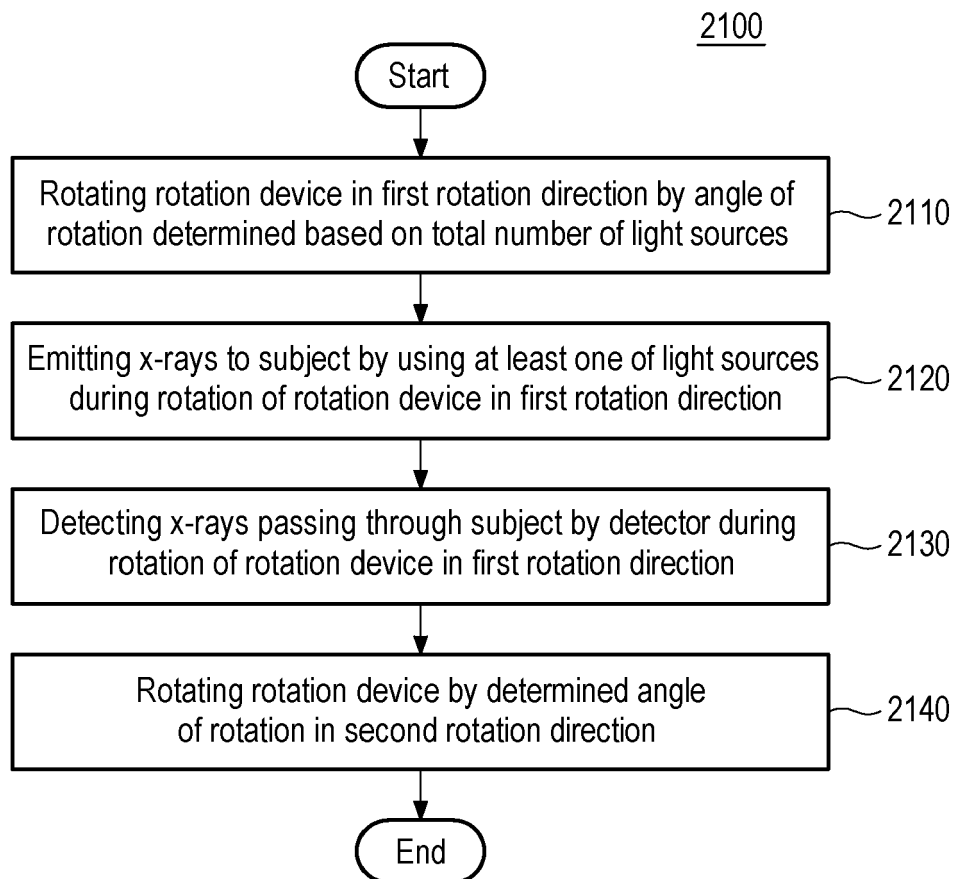 2100
Start
Rotating rotation device in first rotation direction by angle of
rotation determined based on total number of light sources
2110
Emitting x-rays to subject by using at least one of light sources
during rotation of rotation device in first rotation direction
2120
Detecting x-rays passing through subject by detector during
rotation of rotation device in first rotation direction
2130
Rotating rotation device by determined angle
of rotation in second rotation direction
2140
End